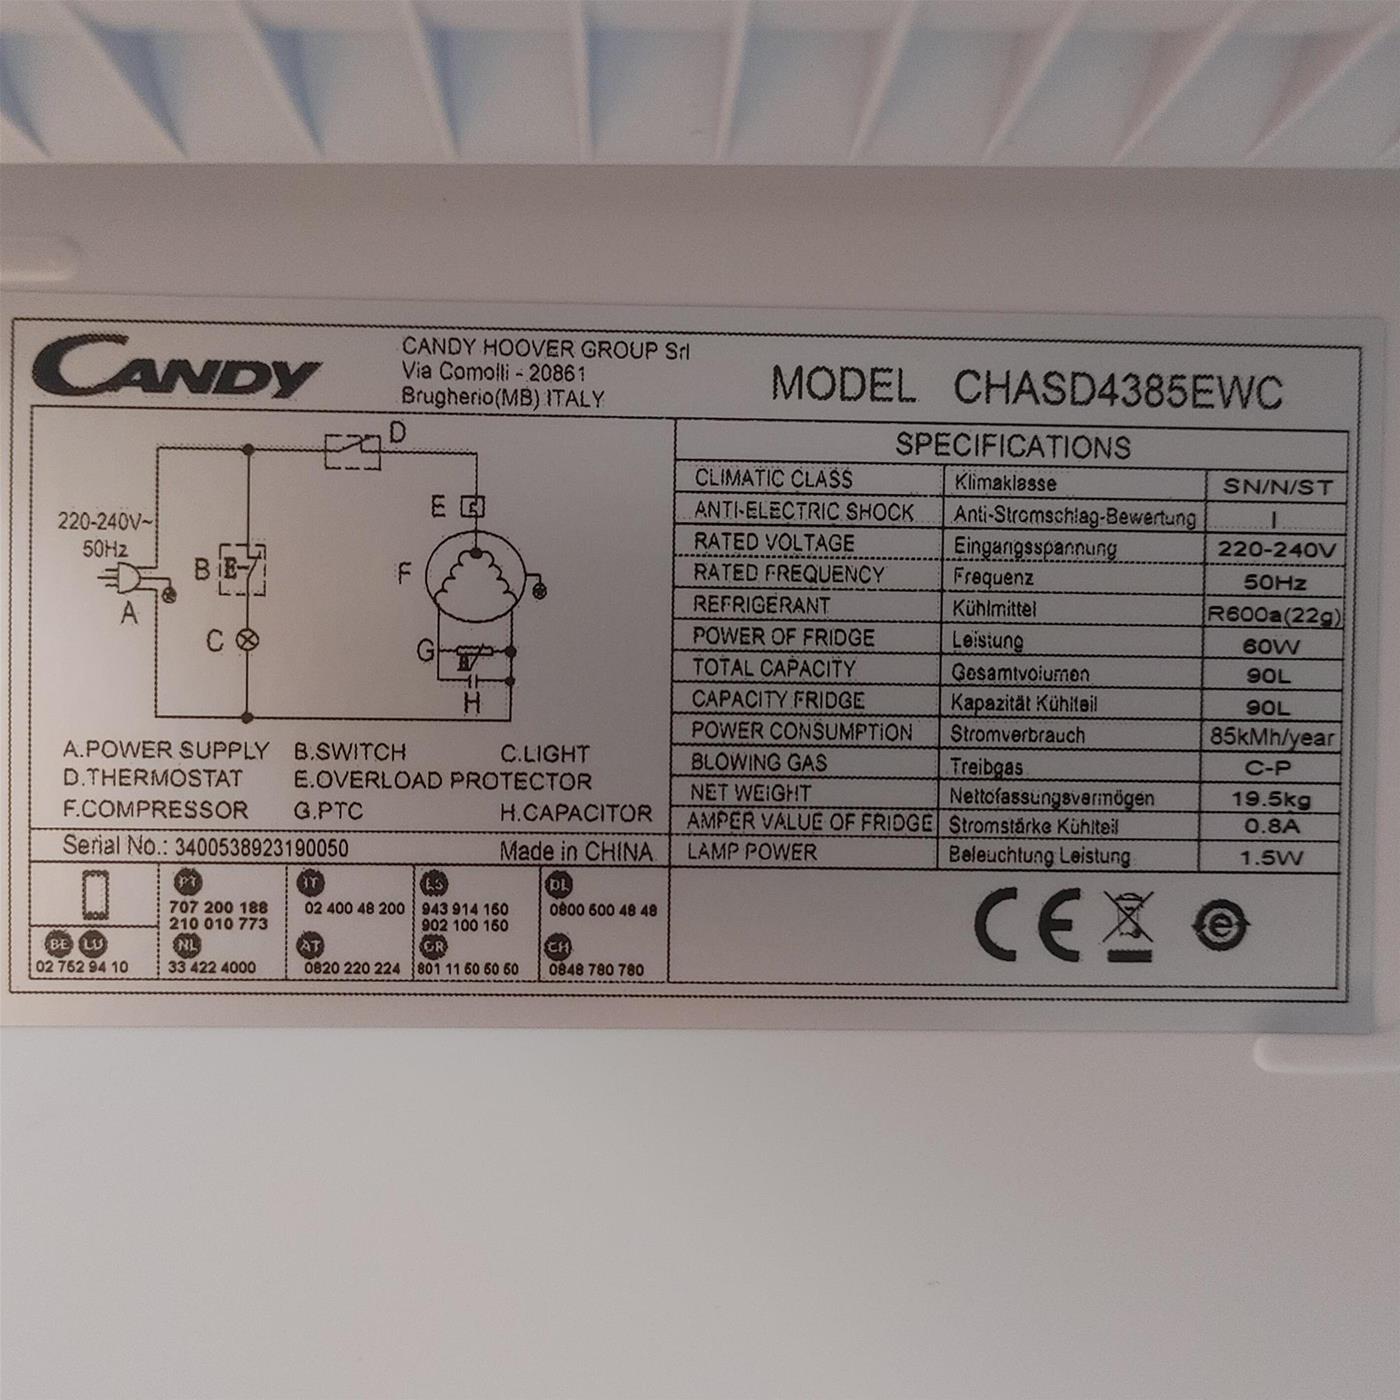 CANDY
CANDY HOOVER GROUP Srl
Via Comolli - 20861
Brugherio(MB) ITALY
MODEL CHASD4385EWC
220-240V~
50Hz
A
B
C
D
E
F
G
H
A.POWER SUPPLY B.SWITCH C.LIGHT
D.THERMOSTAT E.OVERLOAD PROTECTOR
F.COMPRESSOR G.PTC H.CAPACITOR
Serial No.: 3400538923190050 Made in CHINA
SPECIFICATIONS
CLIMATIC CLASS Klimaklasse SN/N/ST
ANTI-ELECTRIC SHOCK Anti-Stromschlag-Bewertung I
RATED VOLTAGE Eingangsspannung 220-240V
RATED FREQUENCY Frequenz 50Hz
REFRIGERANT Kühlmittel R600a(22g)
POWER OF FRIDGE Leistung 60W
TOTAL CAPACITY Gesamtvolumen 90L
CAPACITY FRIDGE Kapazität Kühlteil 90L
POWER CONSUMPTION Stromverbrauch 85kMh/year
BLOWING GAS Treibgas C-P
NET WEIGHT Nettofassungsvermögen 19.5kg
AMPER VALUE OF FRIDGE Stromstärke Kühlteil 0.8A
LAMP POWER Beleuchtung Leistung 1.5W
PT
707 200 188
210 010 773
IT
02 400 48 200
ES
943 914 160
902 100 150
0800 500 48 48
BE LU
02 752 94 10
NL
33 422 4000
AT
0820 220 224
GR
801 11 50 50 50
CH
0848 780 780
CE
e